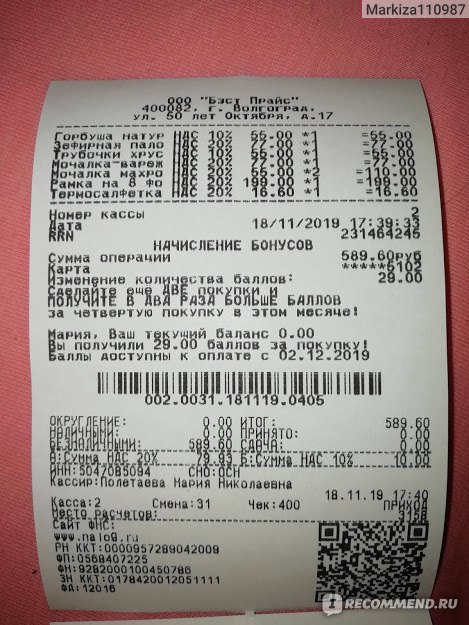 Markiza110987
ООО "Бэст Прайс"
400082, г. Волгоград,
ул. 50 лет Октября, д.17
Горбуша натур НДС 10% 55.00 *1 =55.00
Зефирная пало НДС 20% 77.00 *1 =77.00
Трубочки хрус НДС 10% 55.00 *1 =55.00
Мочалка-вареж НДС 20% 77.00 *1 =77.00
Мочалка махро НДС 20% 55.00 *2 =110.00
Рамка на 8 фо НДС 20% 199.00 *1 =199.00
Термосалфетка НДС 20% 16.60 *1 =16.60
Номер кассы 2
Дата 18/11/2019 17:39:33
RRN 231464245
НАЧИСЛЕНИЕ БОНУСОВ
Сумма операции 589.60руб
Карта *****5102
Изменение количества баллов: 29.00
Сделайте еще ДВЕ покупки и
ПОЛУЧИТЕ В ДВА РАЗА БОЛЬШЕ БАЛЛОВ
за четвертую покупку в этом месяце!
Мария, Ваш текущий баланс 0.00
Вы получили 29.00 баллов за покупку!
Баллы доступны к оплате с 02.12.2019
002.0031.181119.0405
ОКРУГЛЕНИЕ: 0.00 ИТОГ: 589.60
НАЛИЧНЫМИ: 0.00 ПРИНЯТО: 0.00
БЕЗНАЛИЧНЫМИ: 589.60 СДАЧА: 0.00
В:Сумма НДС 20% 79.93 Б:Сумма НДС 10% 10.00
ИНН:5047085094 СНО:ОСН
Кассир:Полетаева Мария Николаевна
18.11.19 17:40
Касса:2 Смена:31 Чек:400 ПРИХОД
Место расчетов: 3158
Сайт ФНС:
www.nalog.ru
РН ККТ:0000957289042009
ФП:0568407225
ФН:9282000100450786
ЗН ККТ:0178420012051111
ФД:12016
IRECOMMEND.RU